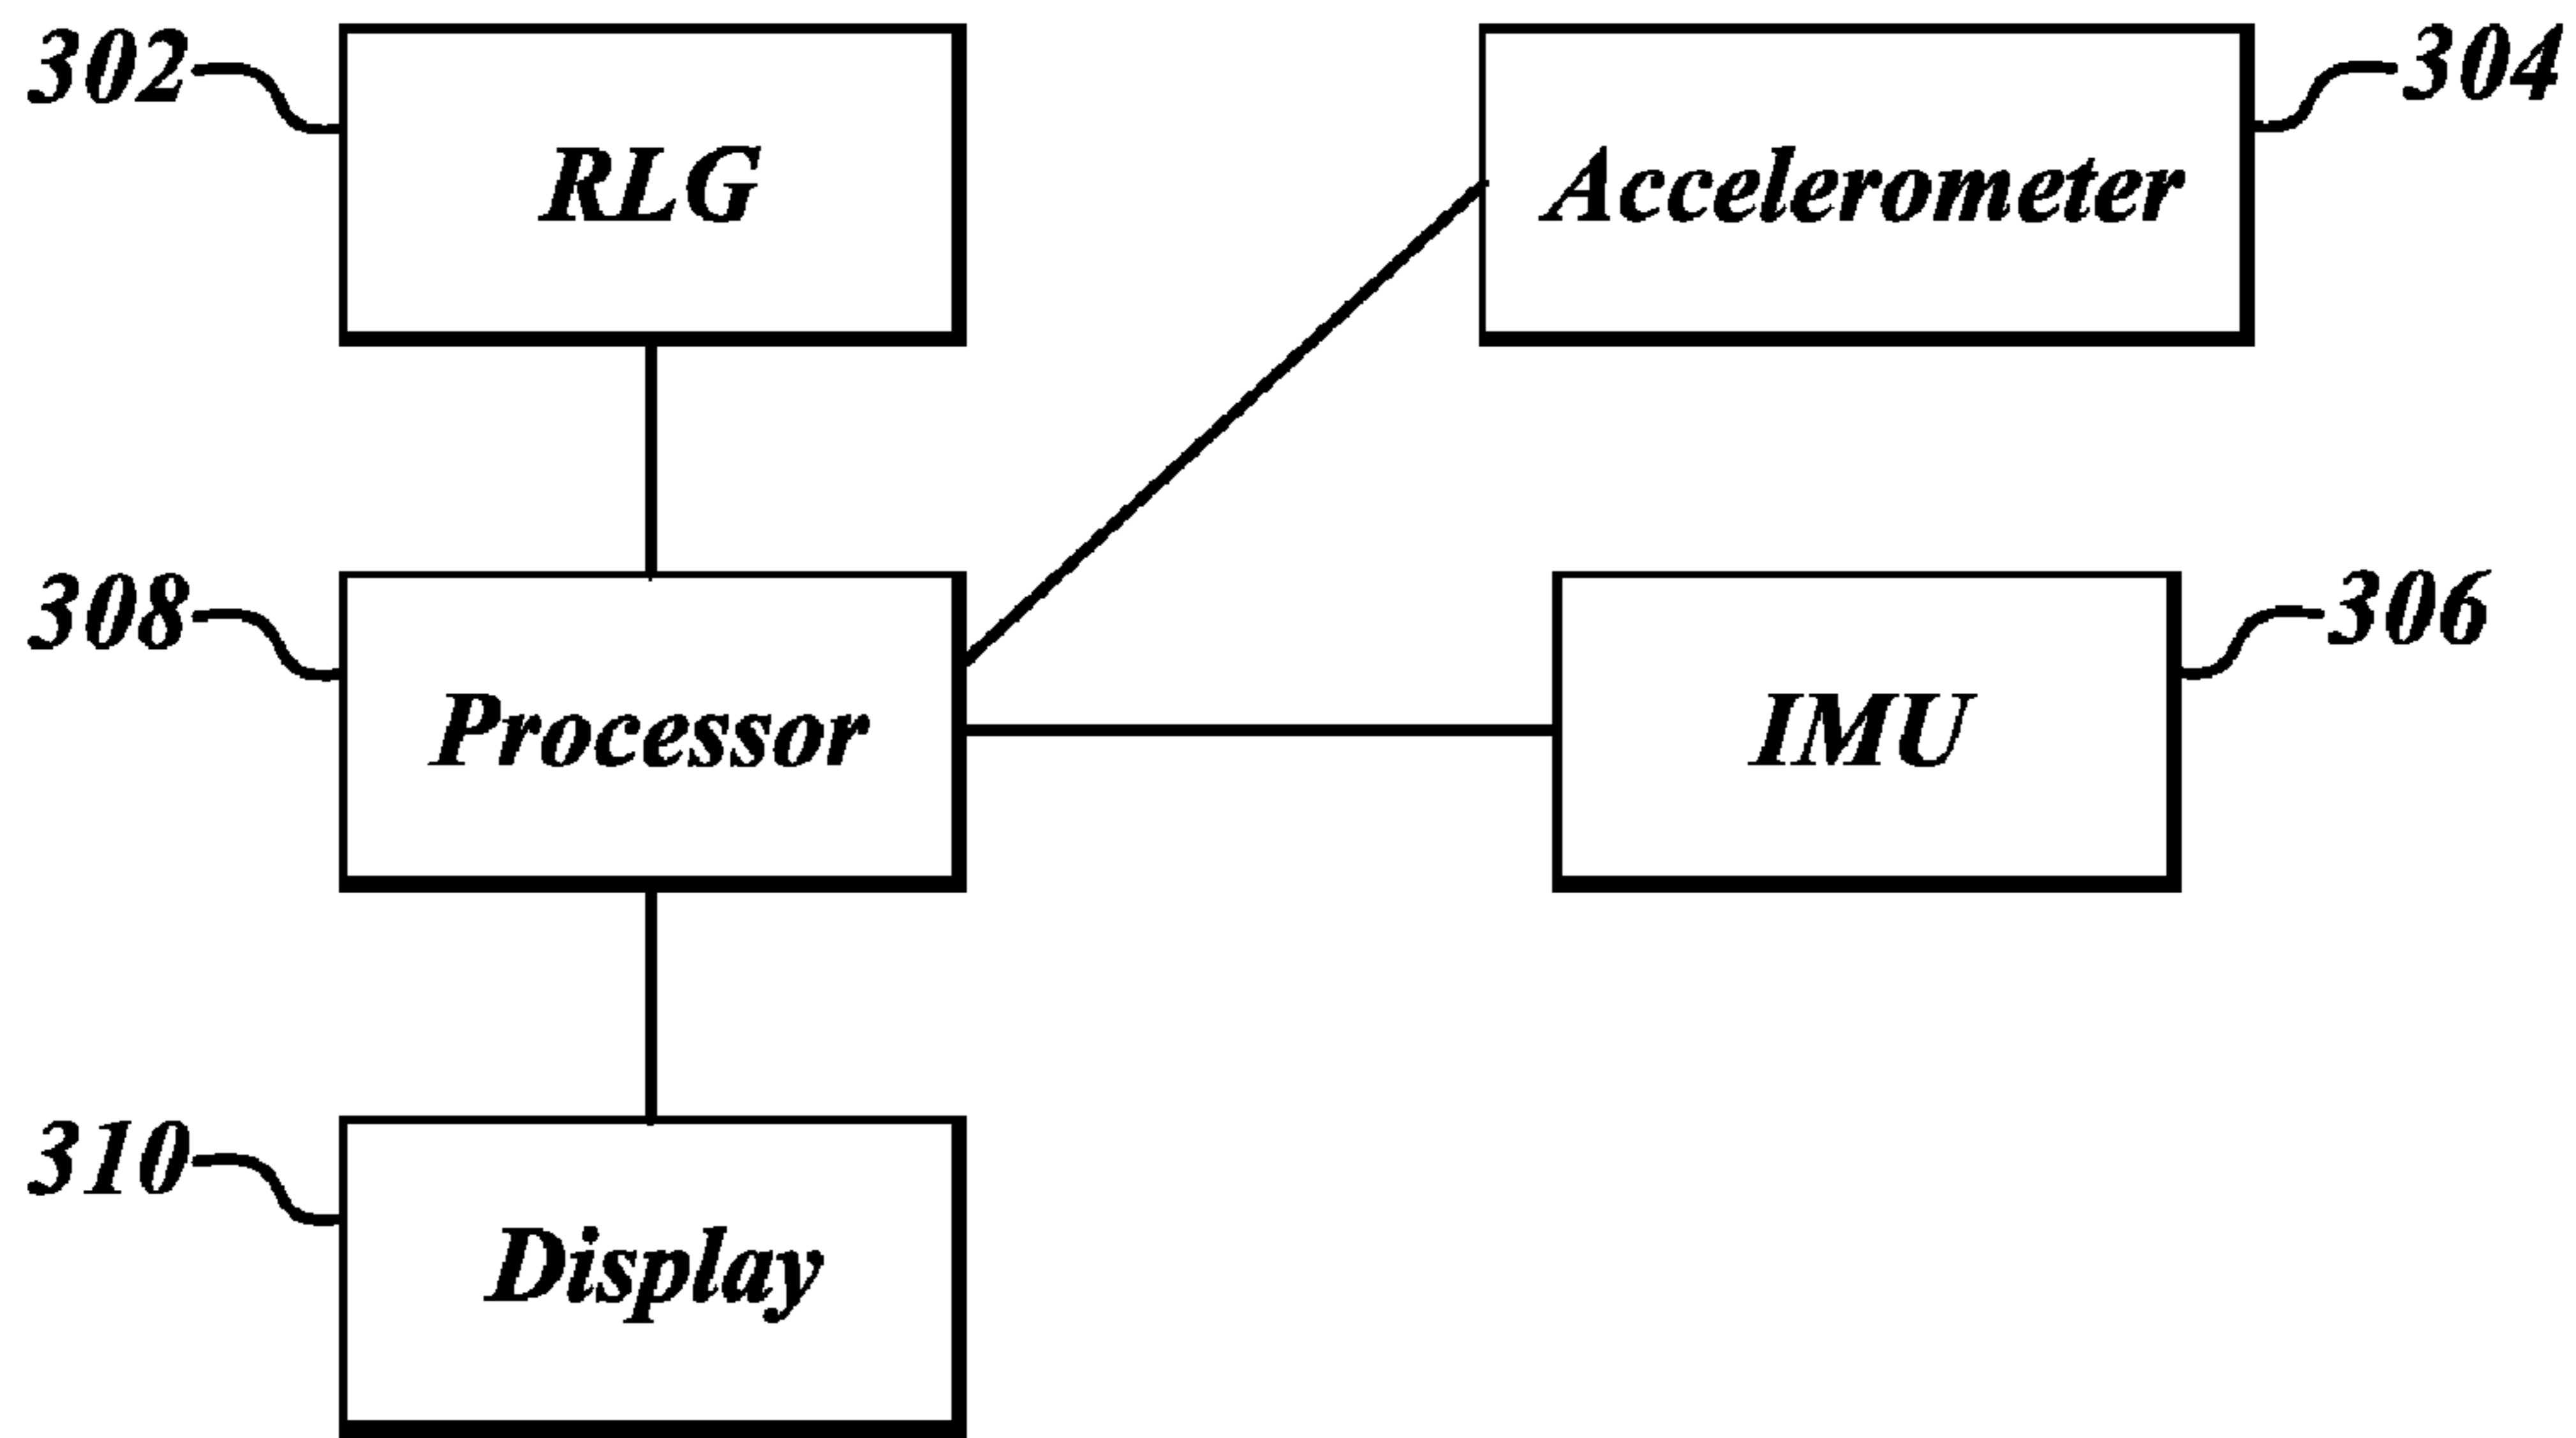 302
RLG
Accelerometer
304
308
Processor
IMU
306
310
Display